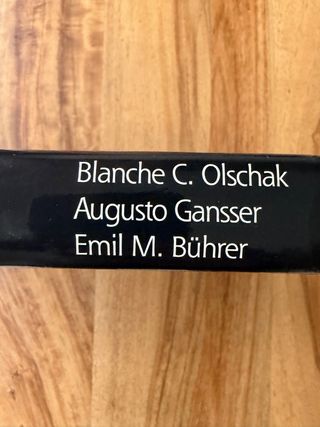 Blanche C. Olschak
Augusto Gansser
Emil M. Bührer